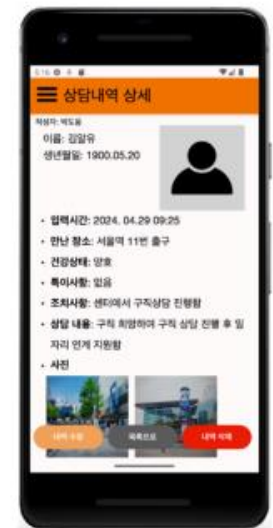 상담내역 상세
작성자: 박도움
이름: 김알유
생년월일: 1900.05.20
• 입력시간: 2024. 04.29 09:25
• 만난 장소: 서울역 11번 출구
• 건강상태: 양호
• 특이사항: 없음
• 조치사항: 센터에서 구직상담 진행함
• 상담 내용: 구직 희망하여 구직 상담 진행 후 일
자리 연계 지원함
• 사진
내역 수정 목록으로 내역 삭제